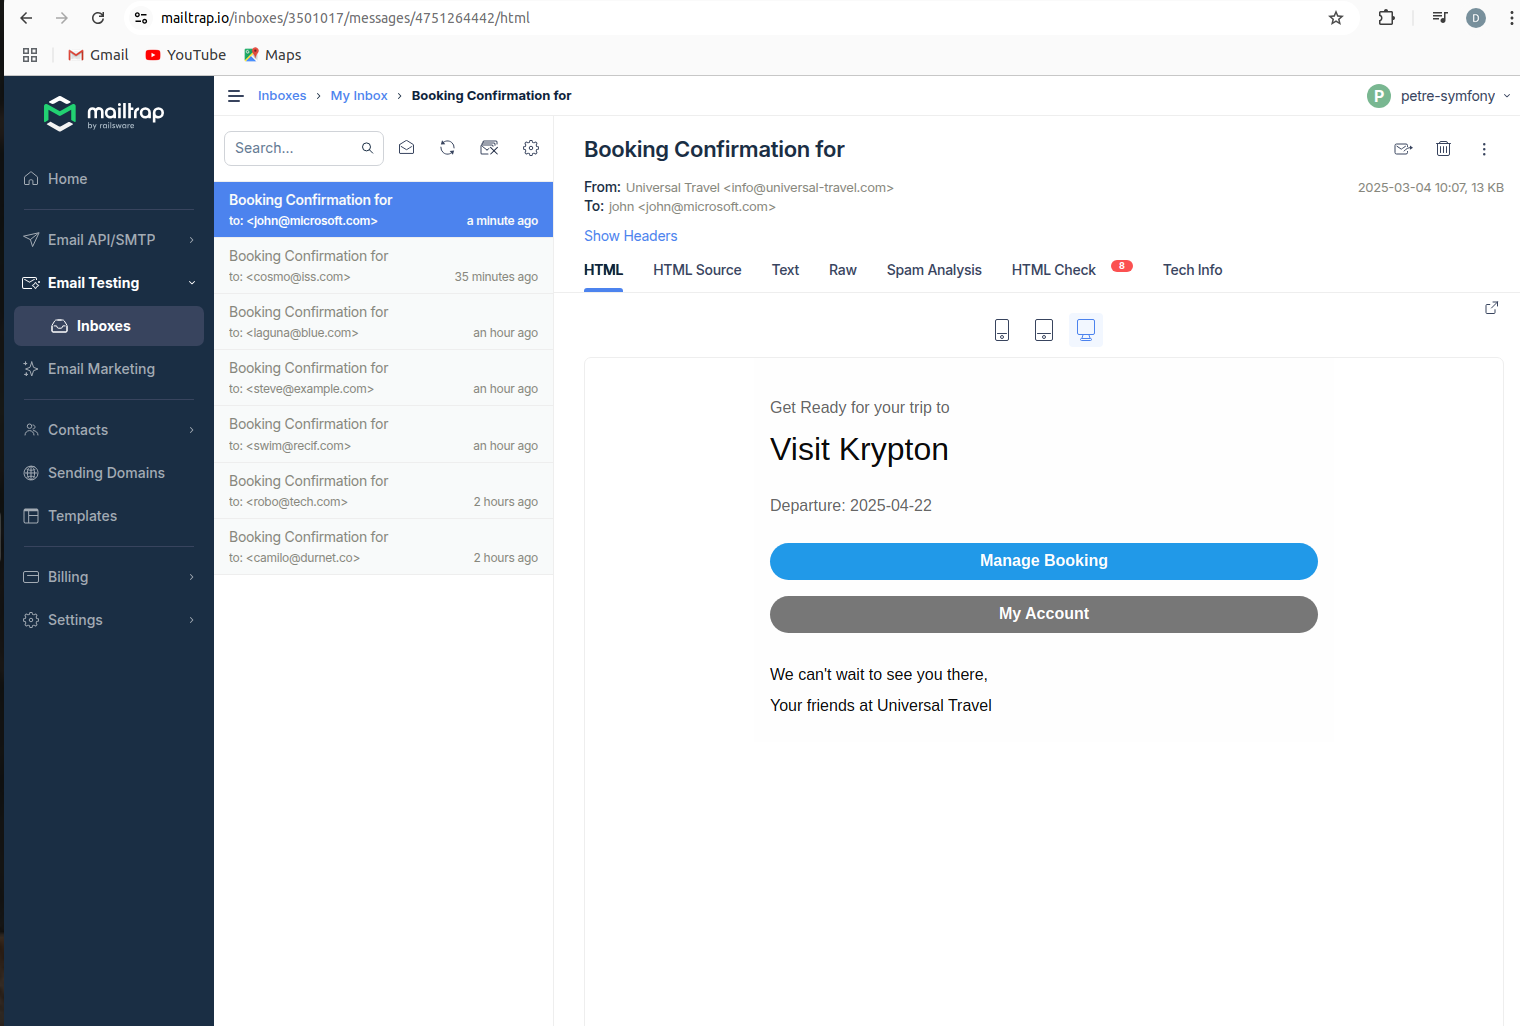 mailtrap.io/inboxes/3501017/messages/4751264442/html
D
Gmail
YouTube
Maps
mailtrap
by railsware
Inboxes
My Inbox
Booking Confirmation for
P
petre-symfony
Home
Email API/SMTP
Email Testing
Inboxes
Email Marketing
Contacts
Sending Domains
Templates
Billing
Settings
Search...
Booking Confirmation for
to: <john@microsoft.com> a minute ago
Booking Confirmation for
to: <cosmo@iss.com> 35 minutes ago
Booking Confirmation for
to: <laguna@blue.com> an hour ago
Booking Confirmation for
to: <steve@example.com> an hour ago
Booking Confirmation for
to: <swim@recif.com> an hour ago
Booking Confirmation for
to: <robo@tech.com> 2 hours ago
Booking Confirmation for
to: <camilo@durnet.co> 2 hours ago
Booking Confirmation for
From: Universal Travel <info@universal-travel.com> 2025-03-04 10:07, 13 KB
To: john <john@microsoft.com>
Show Headers
HTML HTML Source Text Raw Spam Analysis HTML Check 8 Tech Info
Get Ready for your trip to
Visit Krypton
Departure: 2025-04-22
Manage Booking
My Account
We can't wait to see you there,
Your friends at Universal Travel